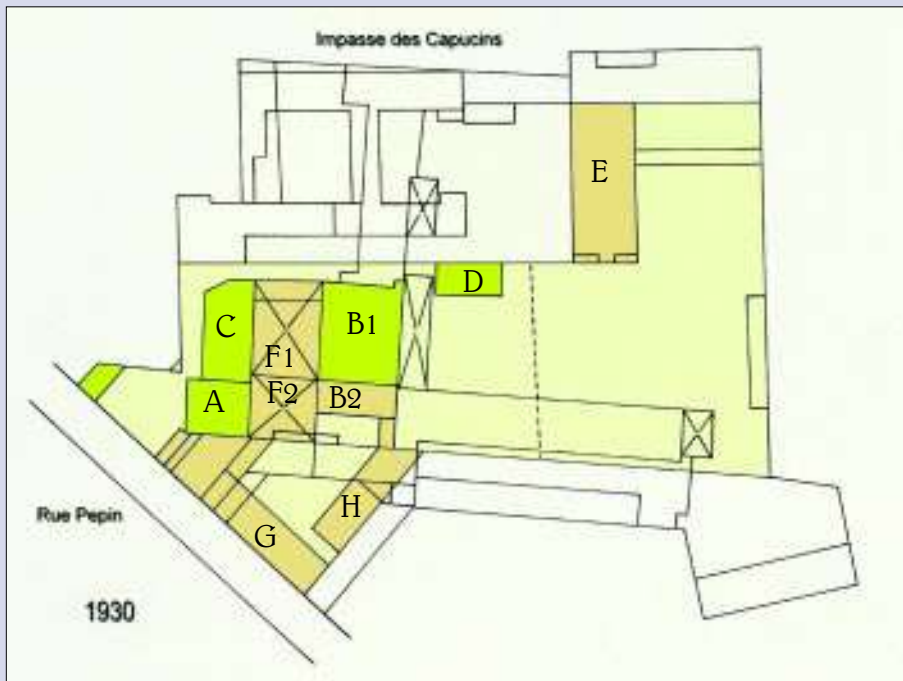 Impasse des Capucins
E
D
C
B1
F1
A
F2
B2
H
G
Rue Pepin
1930